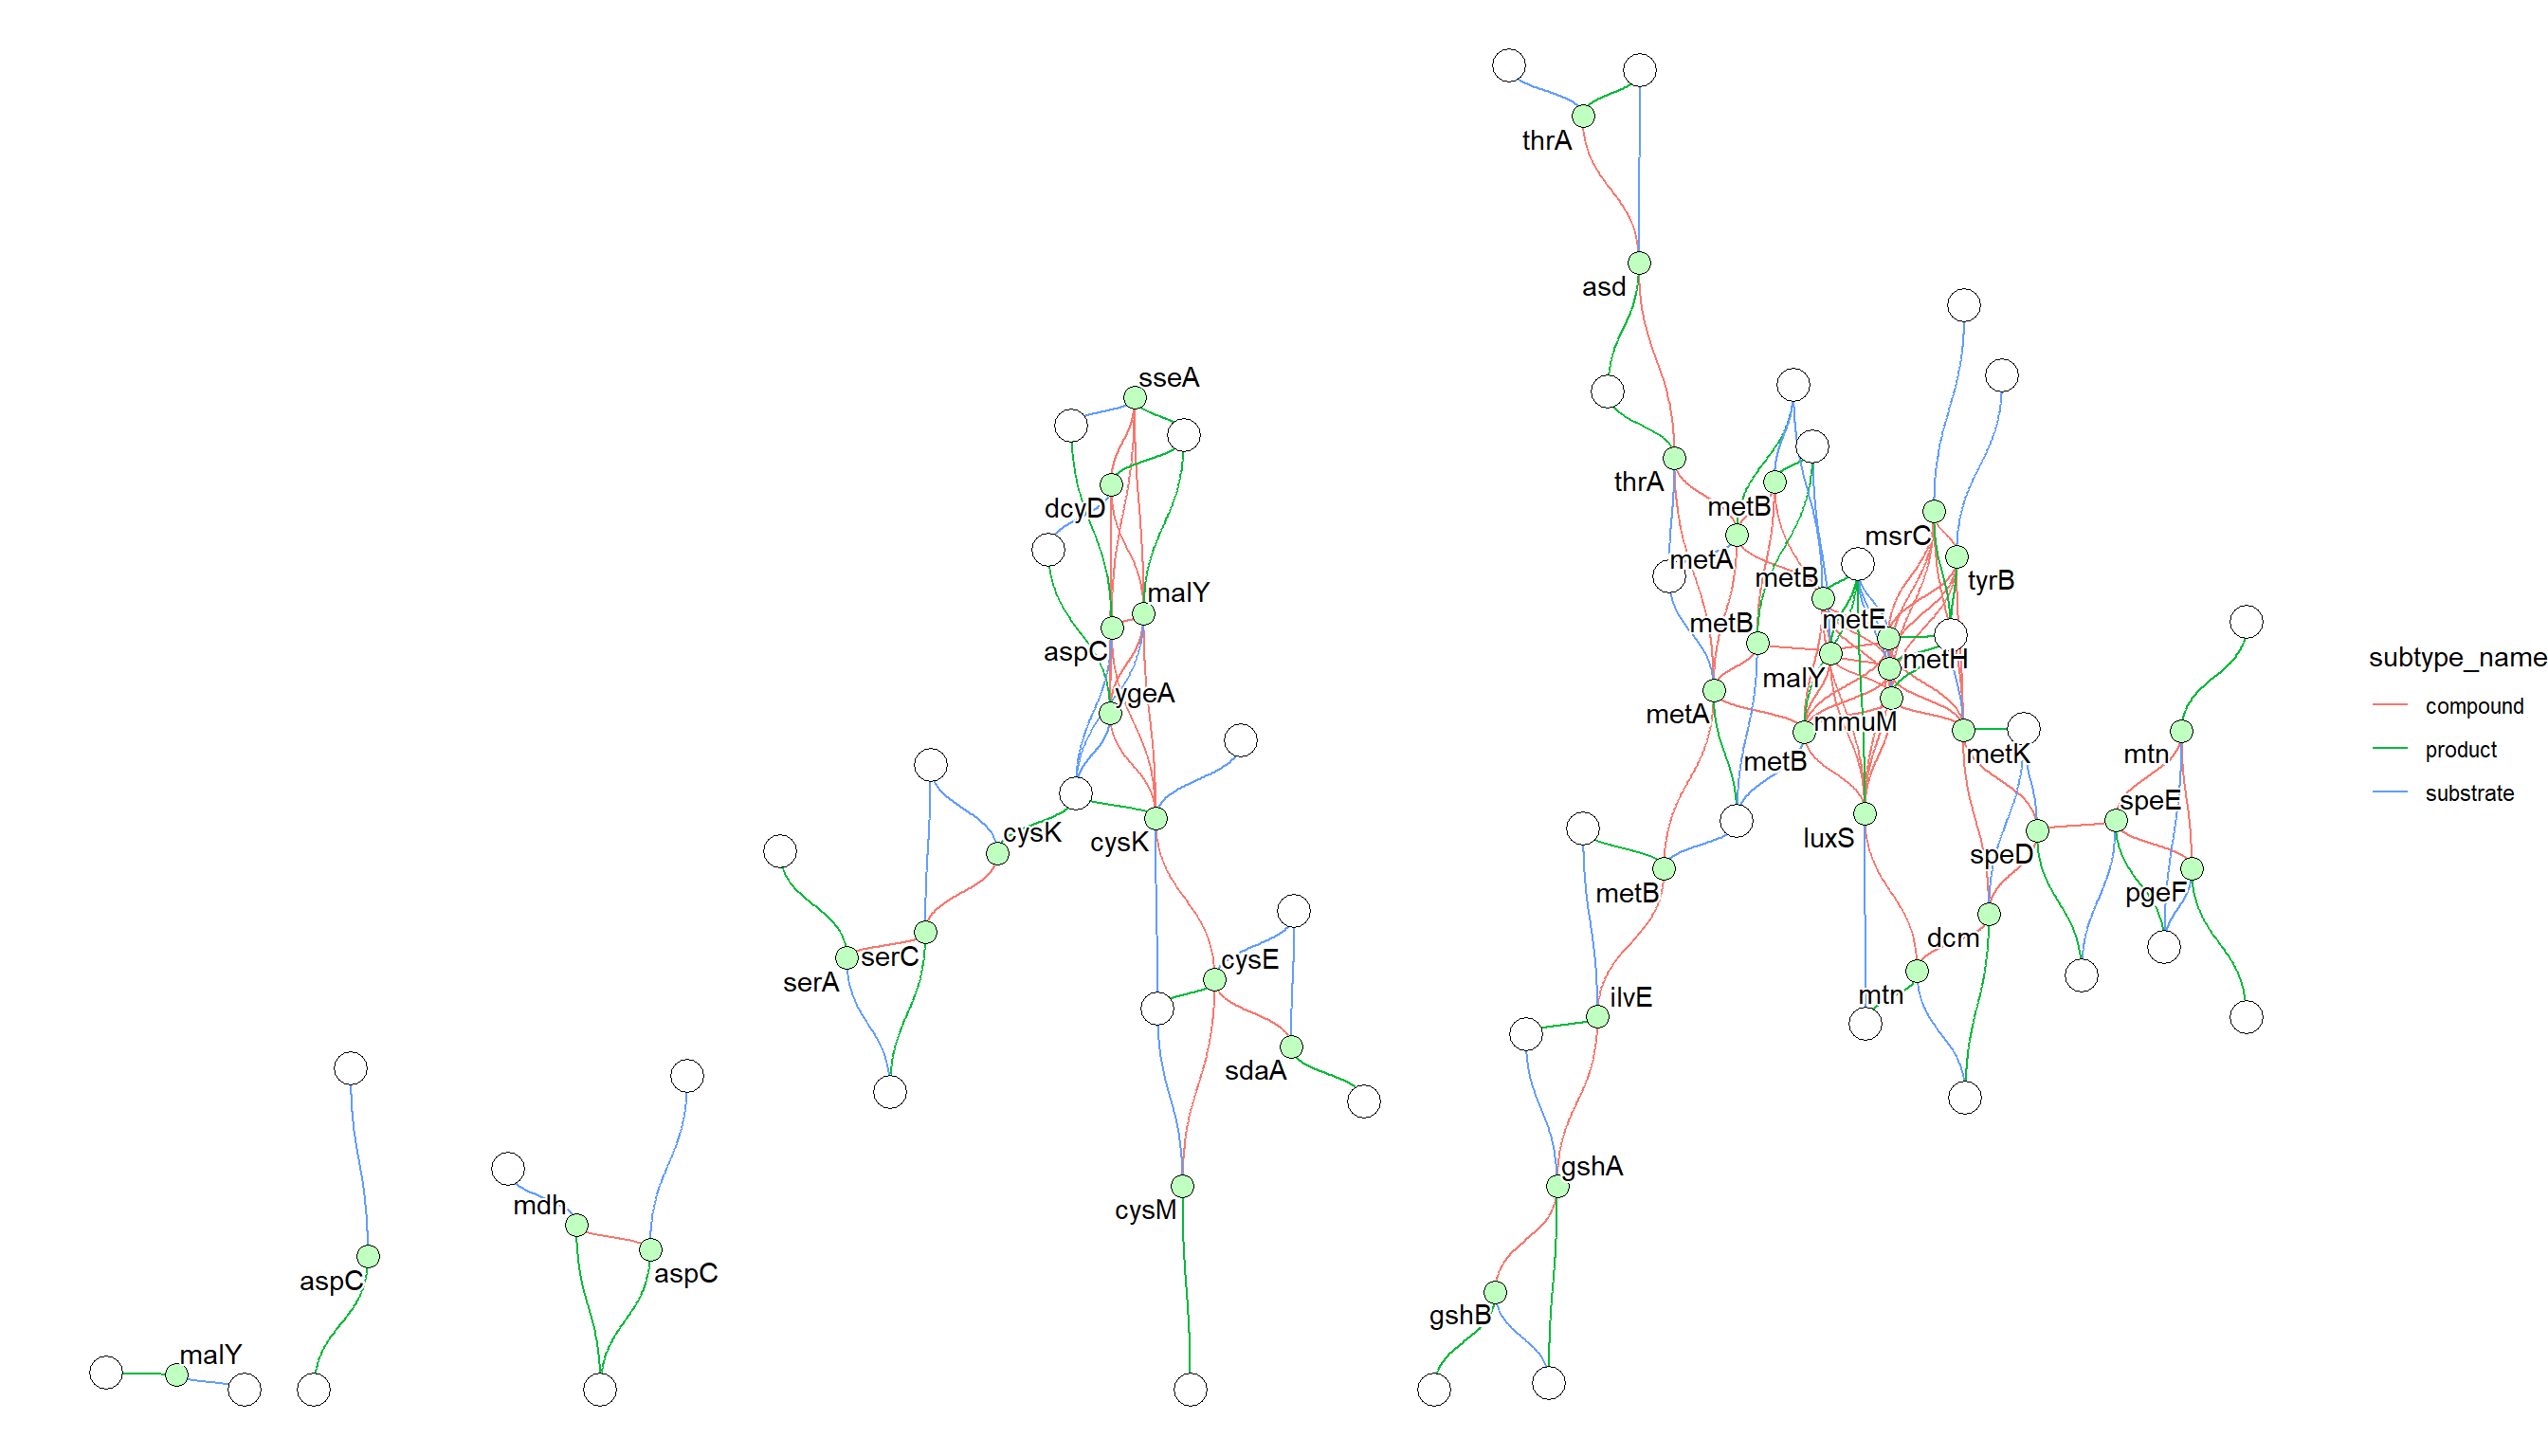 thrA
asd
sseA
thrA
metB
dcyD
msrC
metA
metB
tyrB
malY
metE
metB
aspC
metH
malY
ygeA
metA
mmuM
metK
mtn
metB
speE
cysK
cysK
luxS
speD
metB
pgeF
dcm
serC
cysE
serA
mtn
ilvE
sdaA
gshA
mdh
cysM
aspC
aspC
gshB
malY
subtype_name
compound
product
substrate